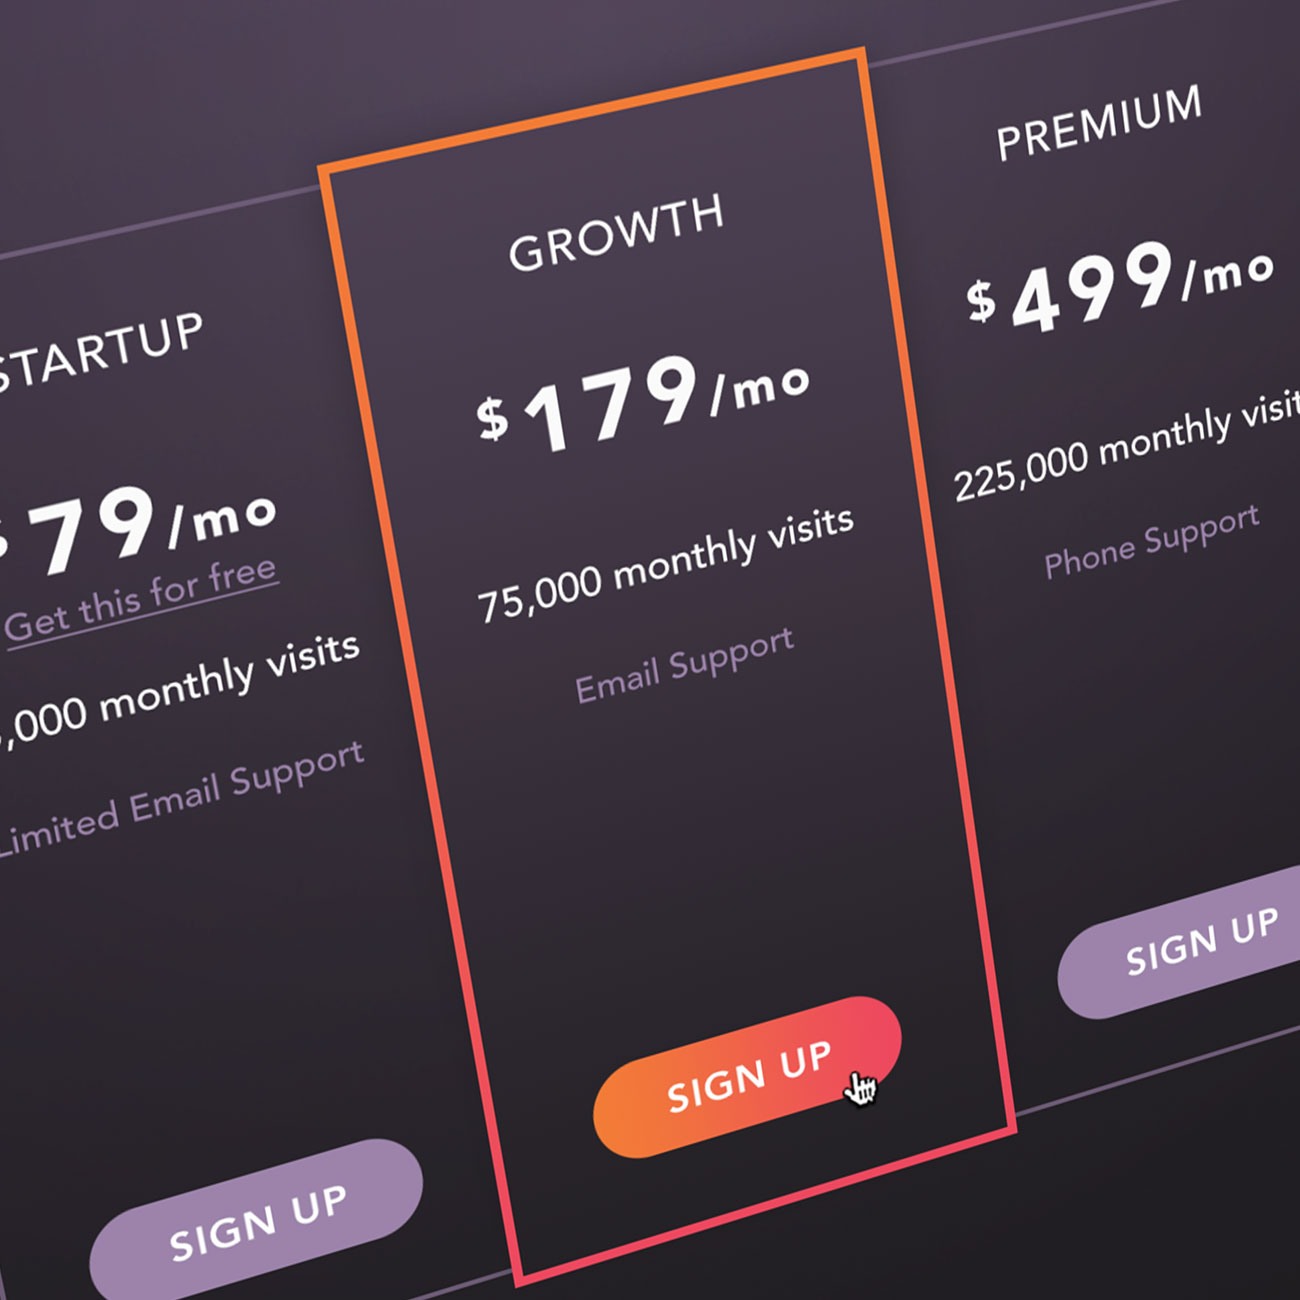 STARTUP
$79/mo
Get this for free
,000 monthly visits
Limited Email Support
SIGN UP
GROWTH
$179/mo
75,000 monthly visits
Email Support
SIGN UP
PREMIUM
$499/mo
225,000 monthly visit
Phone Support
SIGN UP